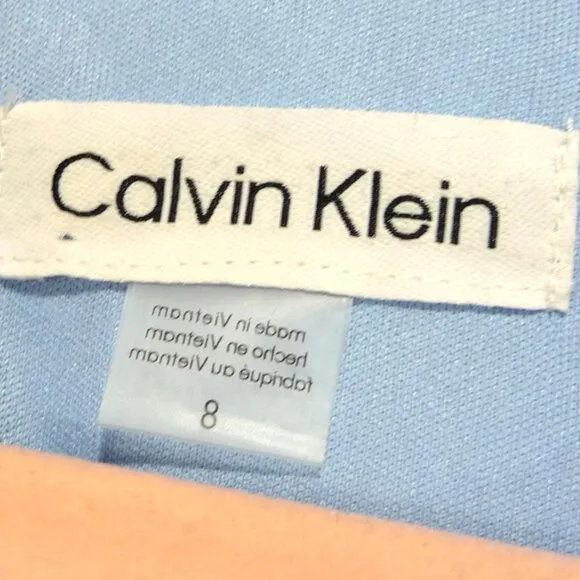 Calvin Klein
made in Vietnam
hecho en Vietnam
fabriqué au Vietnam
8